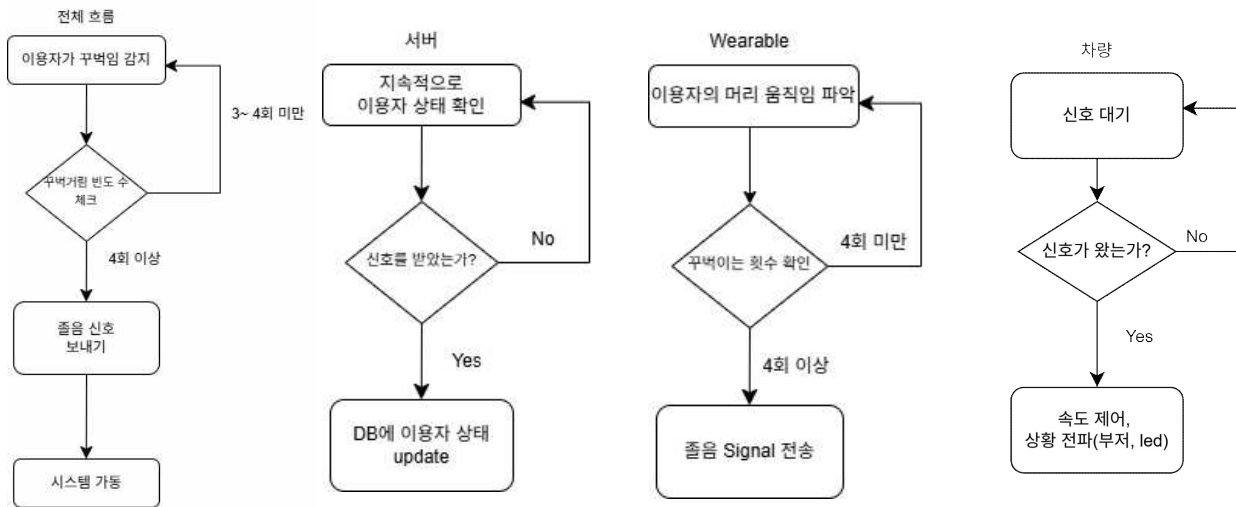 전체 흐름
이용자가 꾸벅임 감지
3~ 4회 미만
꾸벅거림 빈도 수
체크
4회 이상
졸음 신호
보내기
시스템 가동
서버
지속적으로
이용자 상태 확인
신호를 받았는가?
No
Yes
DB에 이용자 상태
update
Wearable
이용자의 머리 움직임 파악
꾸벅이는 횟수 확인
4회 미만
4회 이상
졸음 Signal 전송
차량
신호 대기
신호가 왔는가?
No
Yes
속도 제어,
상황 전파(부저, led)